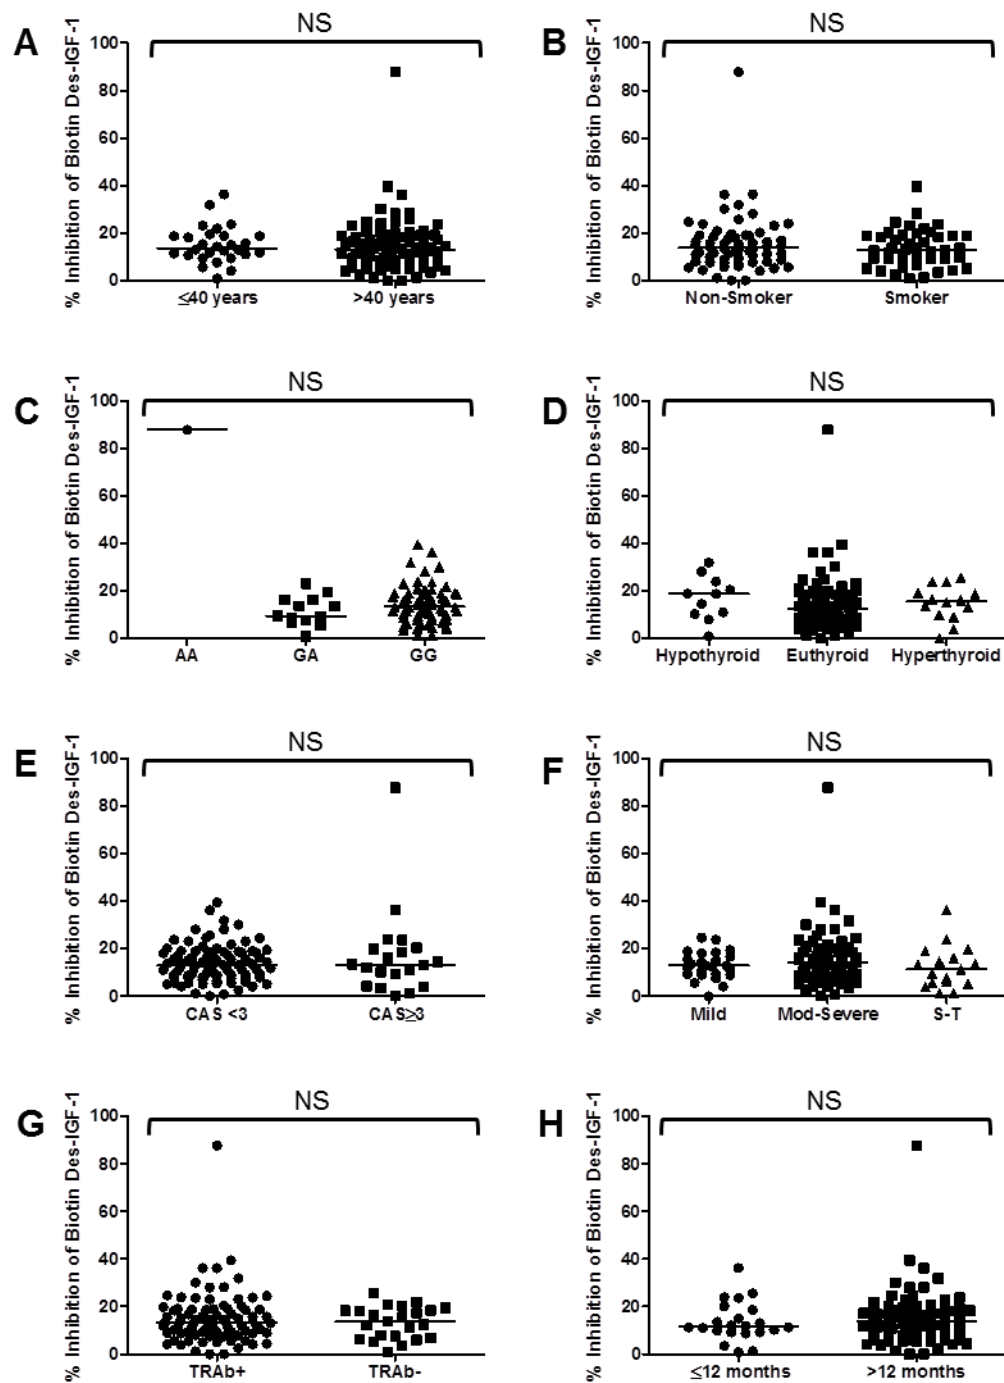 A
NS
% Inhibition of Biotin Des-IGF-1
100
80
60
40
20
0
≤40 years
>40 years
B
NS
% Inhibition of Biotin Des-IGF-1
100
80
60
40
20
0
Non-Smoker
Smoker
C
NS
% Inhibition of Biotin Des-IGF-1
100
80
60
40
20
0
AA
GA
GG
D
NS
% Inhibition of Biotin Des-IGF-1
100
80
60
40
20
0
Hypothyroid
Euthyroid
Hyperthyroid
E
NS
% Inhibition of Biotin Des-IGF-1
100
80
60
40
20
0
CAS <3
CAS≥3
F
NS
% Inhibition of Biotin Des-IGF-1
100
80
60
40
20
0
Mild
Mod-Severe
S-T
G
NS
% Inhibition of Biotin Des-IGF-1
100
80
60
40
20
0
TRAb+
TRAb-
H
NS
% Inhibition of Biotin Des-IGF-1
100
80
60
40
20
0
≤12 months
>12 months